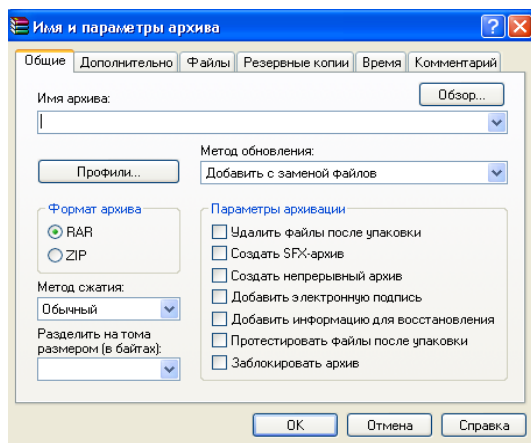 Имя и параметры архива
Общие Дополнительно Файлы Резервные копии Время Комментарий
Имя архива:
Обзор...
Метод обновления:
Профили...
Добавить с заменой файлов
Формат архива
RAR
ZIP
Метод сжатия:
Обычный
Разделить на тома
размером (в байтах):
Параметры архивации
Удалить файлы после упаковки
Создать SFX-архив
Создать непрерывный архив
Добавить электронную подпись
Добавить информацию для восстановления
Протестировать файлы после упаковки
Заблокировать архив
OK Отмена Справка